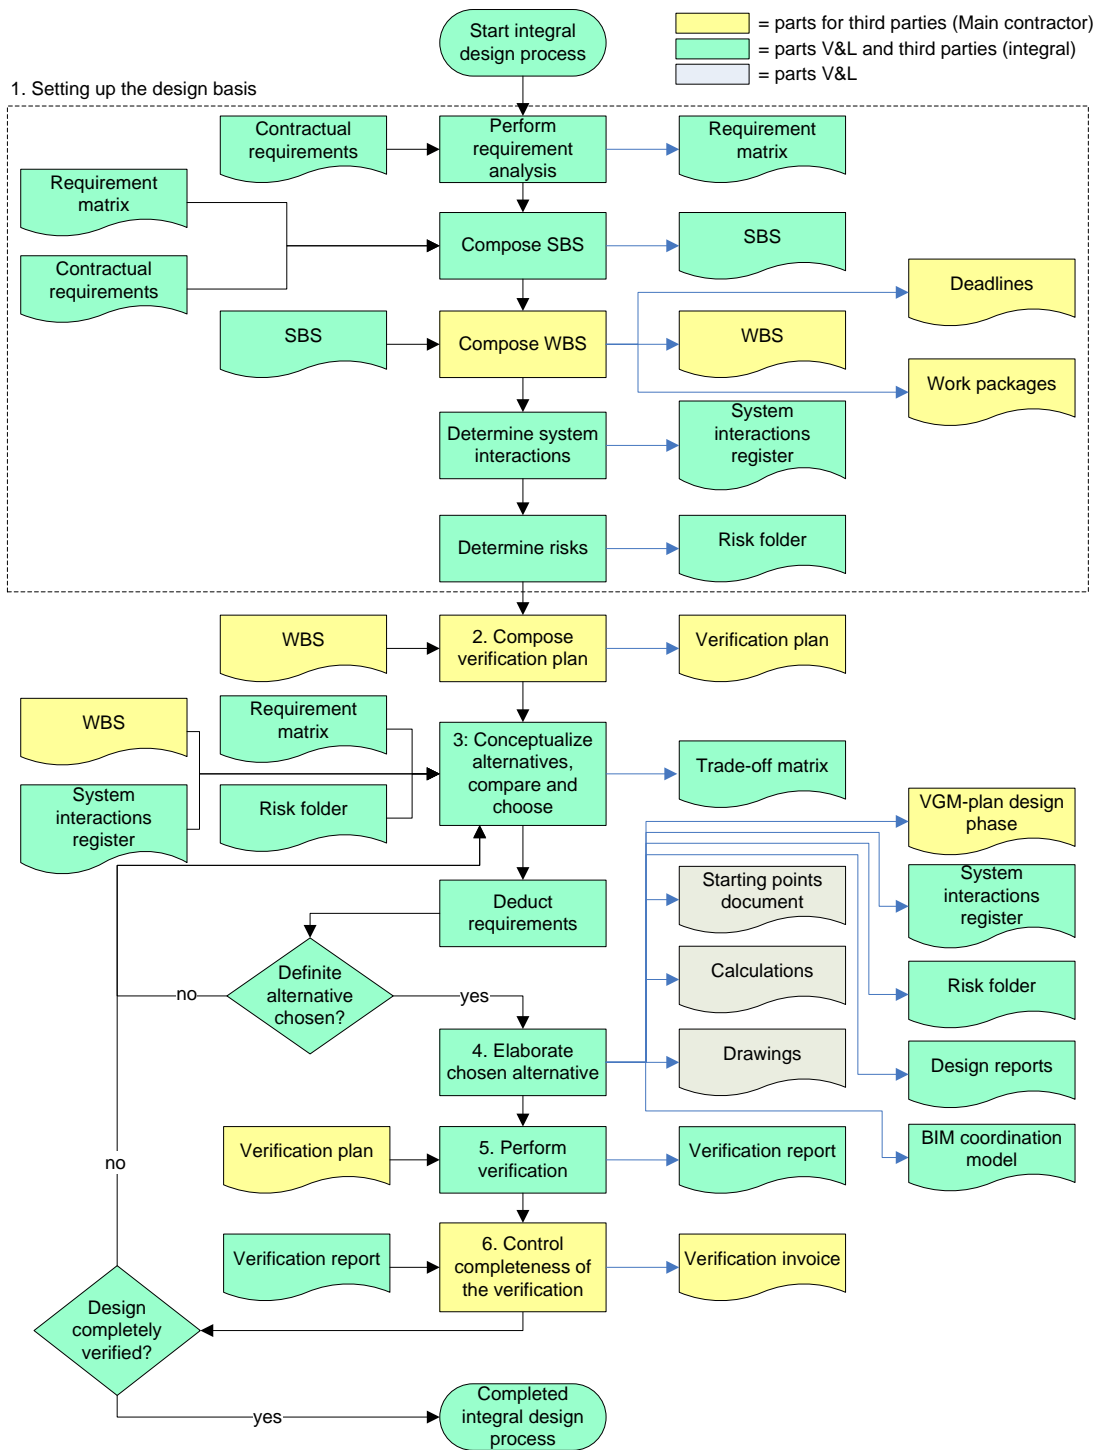 Start integral
design process
= parts for third parties (Main contractor)
= parts V&L and third parties (integral)
= parts V&L
1. Setting up the design basis
Contractual
requirements
Perform
requirement
analysis
Requirement
matrix
Requirement
matrix
Contractual
requirements
Compose SBS
SBS
Deadlines
SBS
Compose WBS
WBS
Work packages
Determine system
interactions
System
interactions
register
Determine risks
Risk folder
WBS
2. Compose
verification plan
Verification plan
WBS
System
interactions
register
Requirement
matrix
Risk folder
3: Conceptualize
alternatives,
compare and
choose
Trade-off matrix
VGM-plan design
phase
Deduct
requirements
Starting points
document
System
interactions
register
Definite
alternative
chosen?
no
yes
Calculations
Risk folder
4. Elaborate
chosen alternative
Drawings
Design reports
BIM coordination
model
Verification plan
5. Perform
verification
Verification report
no
Verification report
6. Control
completeness of
the verification
Verification invoice
Design
completely
verified?
yes
Completed
integral design
process